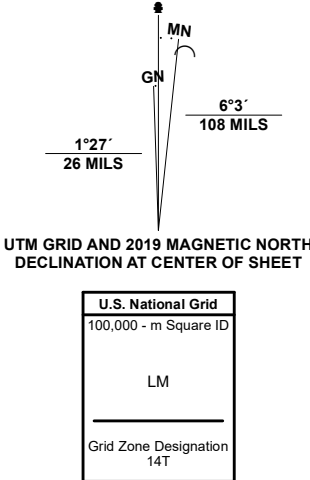 MN
GN
6°3´
108 MILS
1°27´
26 MILS
UTM GRID AND 2019 MAGNETIC NORTH
DECLINATION AT CENTER OF SHEET
U.S. National Grid
100,000 - m Square ID
LM
Grid Zone Designation
14T